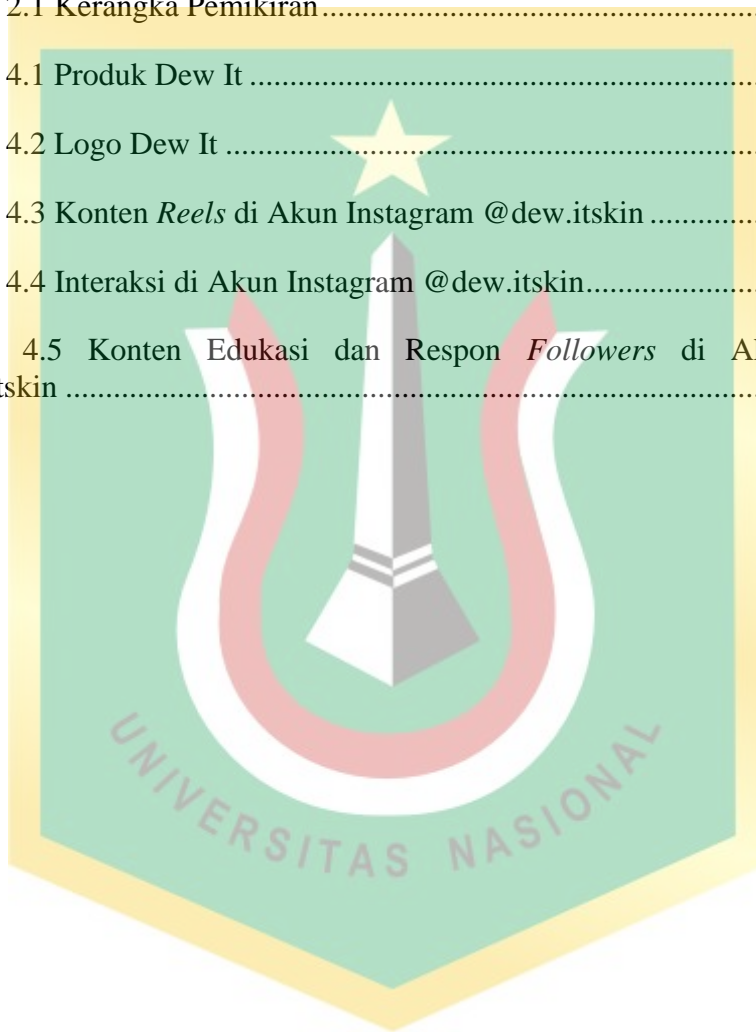 2.1 Kerangka Pemikiran..........................................................
4.1 Produk Dew It ....................................................................
4.2 Logo Dew It .......................................................................
4.3 Konten Reels di Akun Instagram @dew.itskin ..............
4.4 Interaksi di Akun Instagram @dew.itskin.......................
4.5 Konten Edukasi dan Respon Followers di
tskin ...........................................................................................
UNIVERSITAS NASIONAL